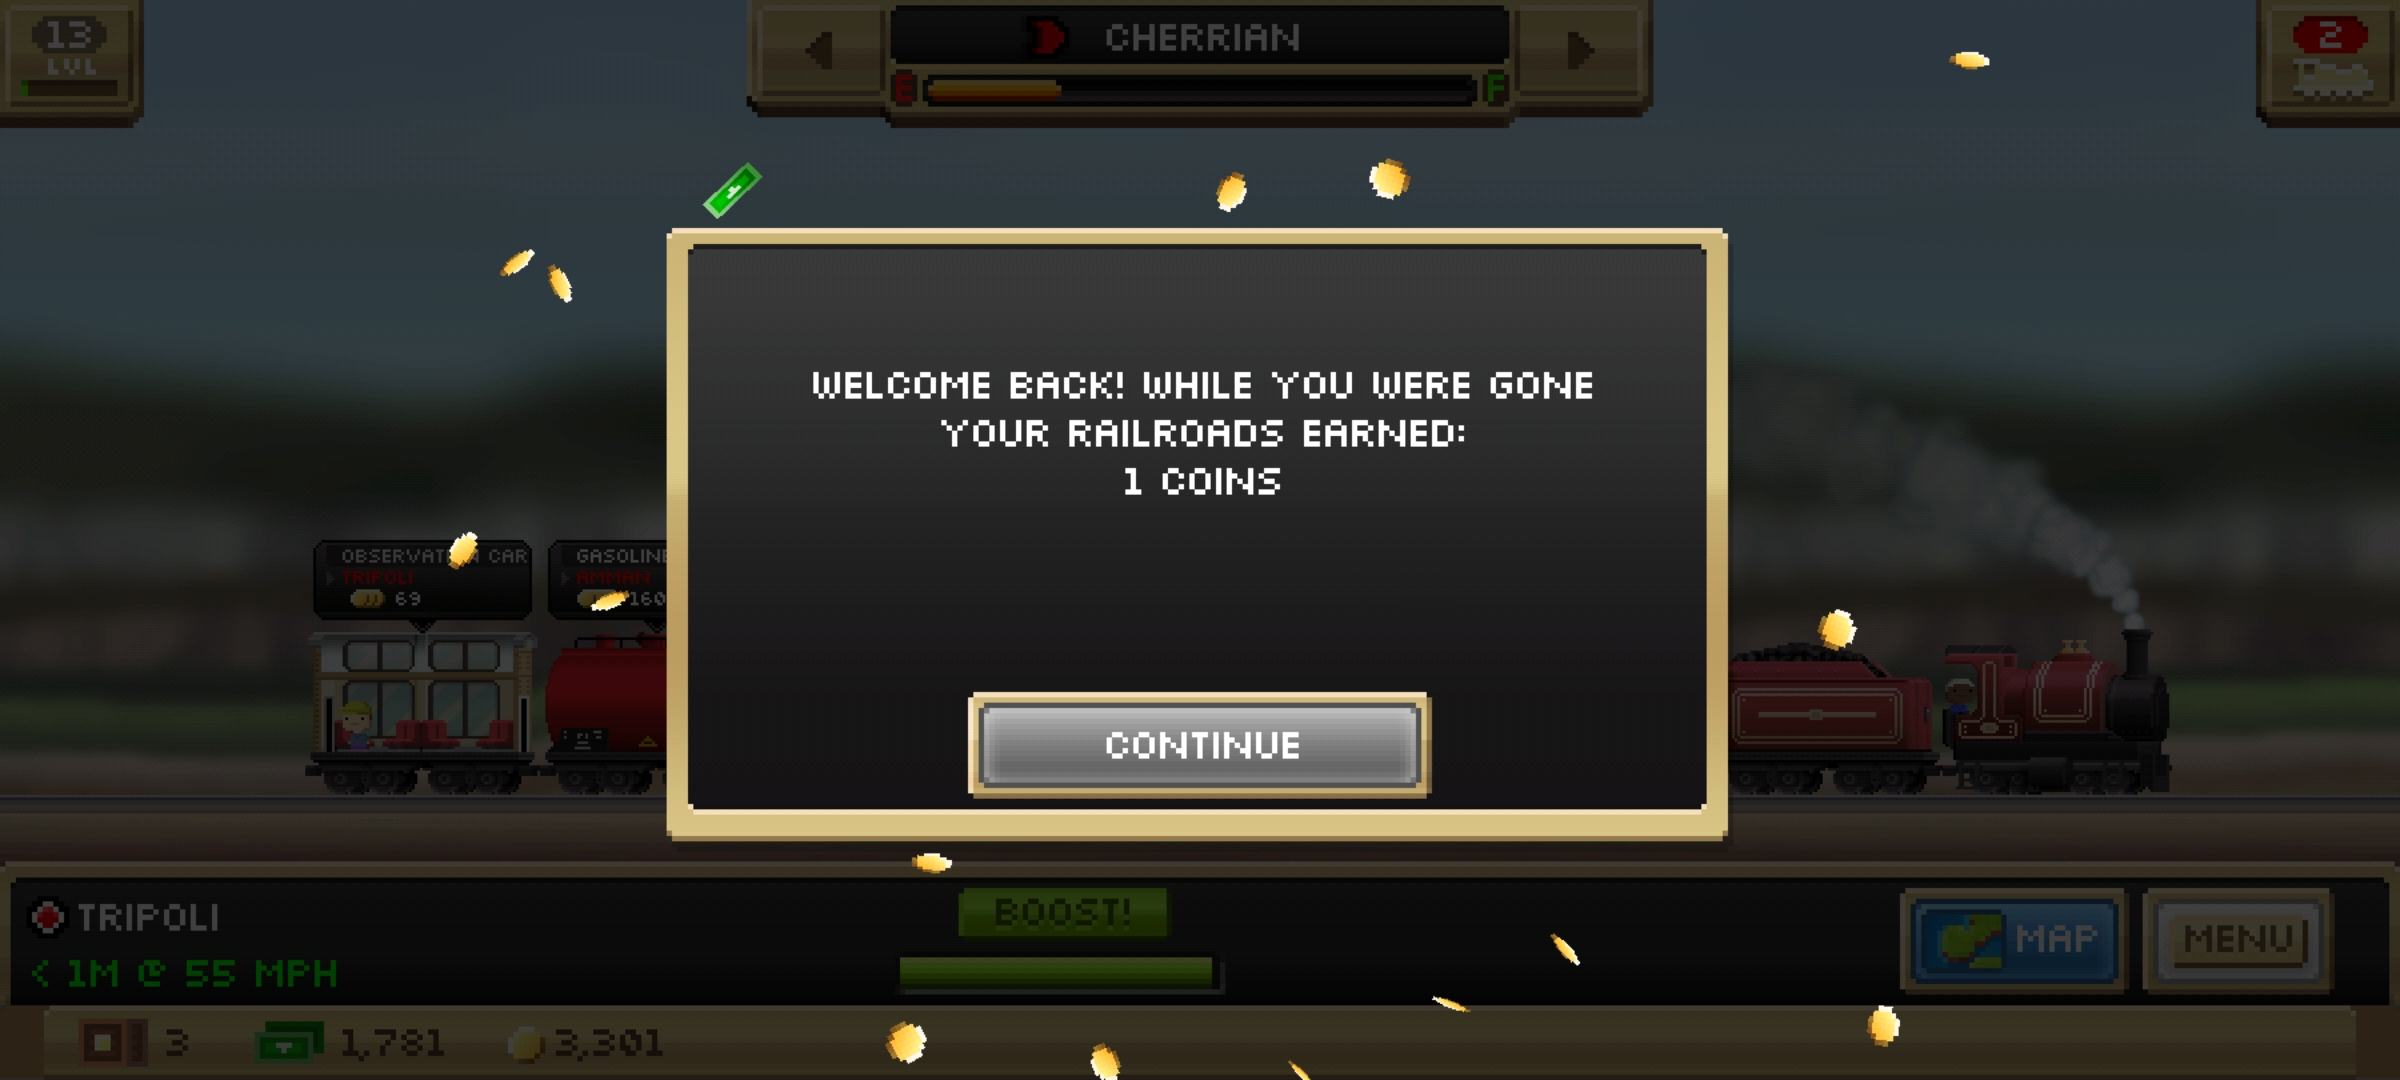 13
LVL
CHERRIAN
E F
2
WELCOME BACK! WHILE YOU WERE GONE
YOUR RAILROADS EARNED:
1 COINS
CONTINUE
OBSERVATION CAR
TRIPOLI
69
GASOLINE
AMMAN
160
TRIPOLI
< 1M @ 55 MPH
BOOST!
MAP
MENU
3 1,781 3,301